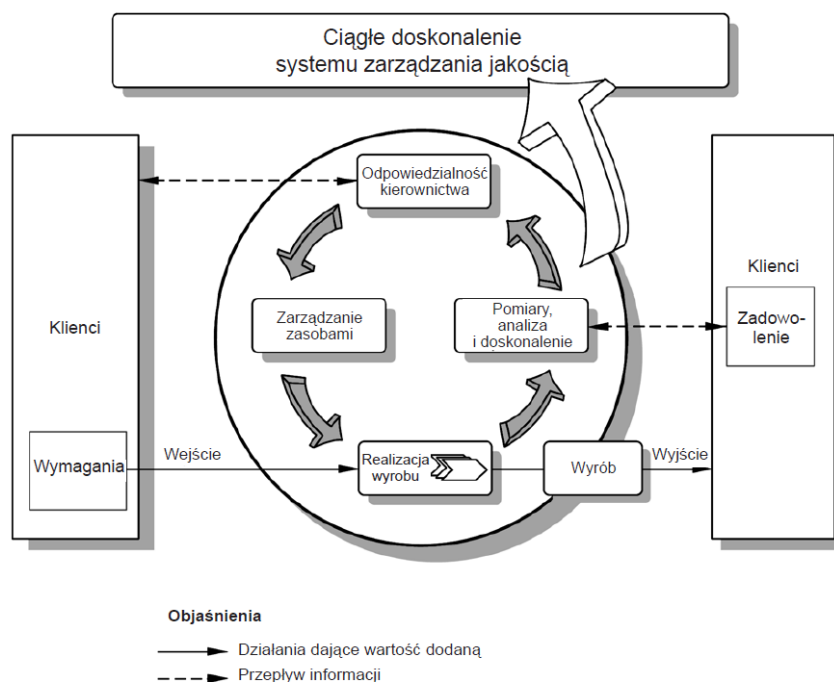 Ciągłe doskonalenie
systemu zarządzania jakością
Odpowiedzialność
kierownictwa
Klienci
Zarządzanie
zasobami
Pomiary,
analiza
i doskonalenie
Klienci
Zadowo-
lenie
Wymagania
Wejście
Realizacja
wyrobu
Wyrób
Wyjście
Objaśnienia
Działania dające wartość dodaną
Przepływ informacji